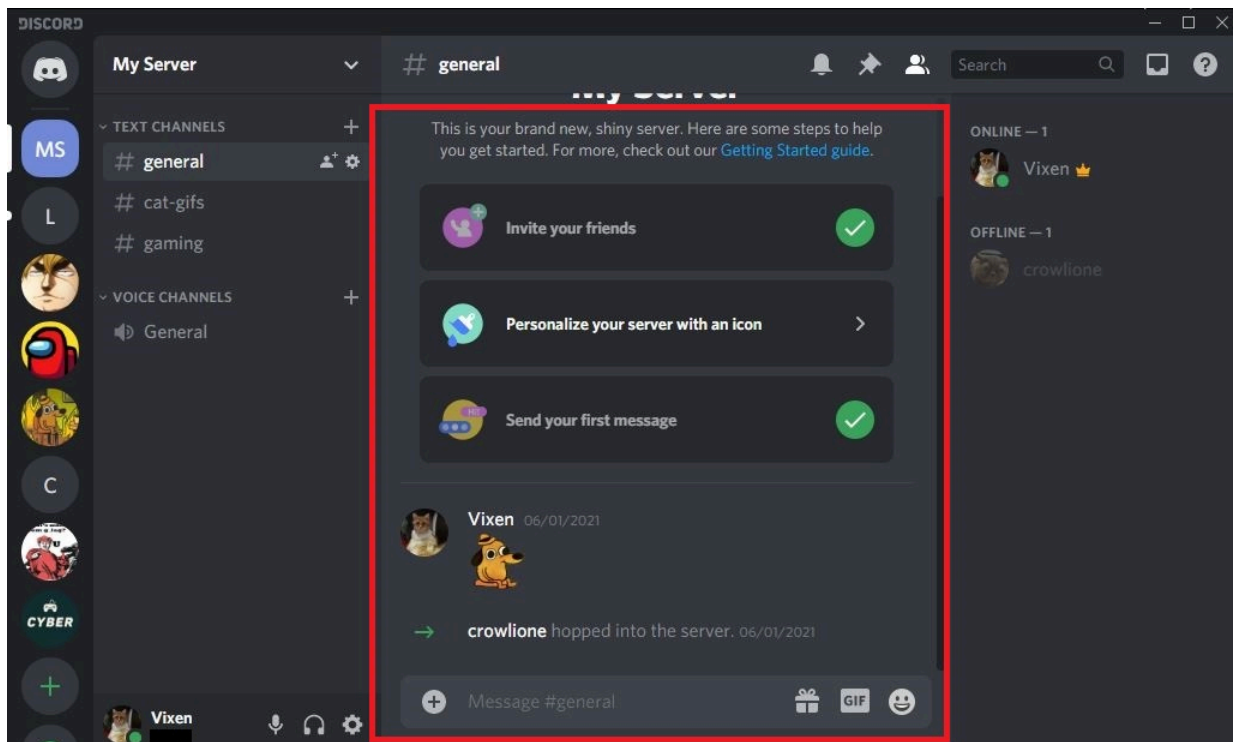 DISCORD
My Server
general
Search
TEXT CHANNELS
general
cat-gifs
gaming
VOICE CHANNELS
General
MS
L
C
CYBER
Vixen
My Server
This is your brand new, shiny server. Here are some steps to help
you get started. For more, check out our Getting Started guide.
Invite your friends
Personalize your server with an icon
Send your first message
Vixen 06/01/2021
crowlione hopped into the server. 06/01/2021
Message #general
GIF
ONLINE — 1
Vixen
OFFLINE — 1
crowlione